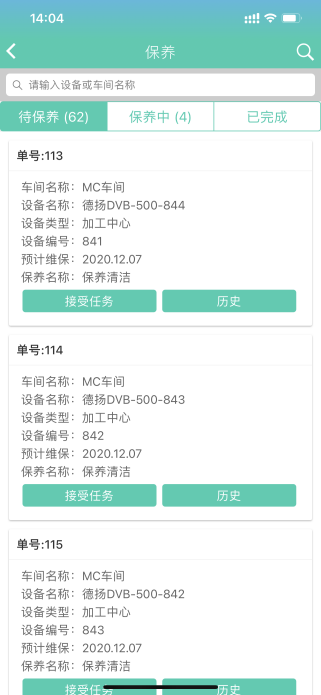 14:04
保养
请输入设备或车间名称
待保养 (62)
保养中 (4)
已完成
单号:113
车间名称：MC车间
设备名称：德扬DVB-500-844
设备类型：加工中心
设备编号：841
预计维保：2020.12.07
保养名称：保养清洁
接受任务
历史
单号:114
车间名称：MC车间
设备名称：德扬DVB-500-843
设备类型：加工中心
设备编号：842
预计维保：2020.12.07
保养名称：保养清洁
接受任务
历史
单号:115
车间名称：MC车间
设备名称：德扬DVB-500-842
设备类型：加工中心
设备编号：843
预计维保：2020.12.07
保养名称：保养清洁
接受任务
历史